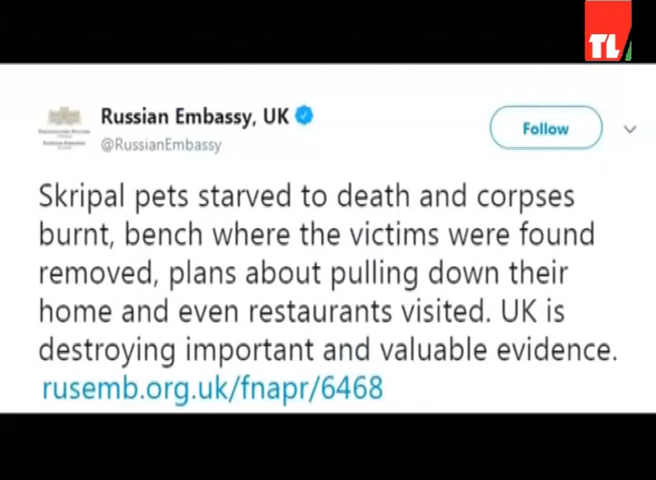 TL
Russian Embassy, UK
Follow
@RussianEmbassy
Skripal pets starved to death and corpses
burnt, bench where the victims were found
removed, plans about pulling down their
home and even restaurants visited. UK is
destroying important and valuable evidence.
rusemb.org.uk/fnapr/6468